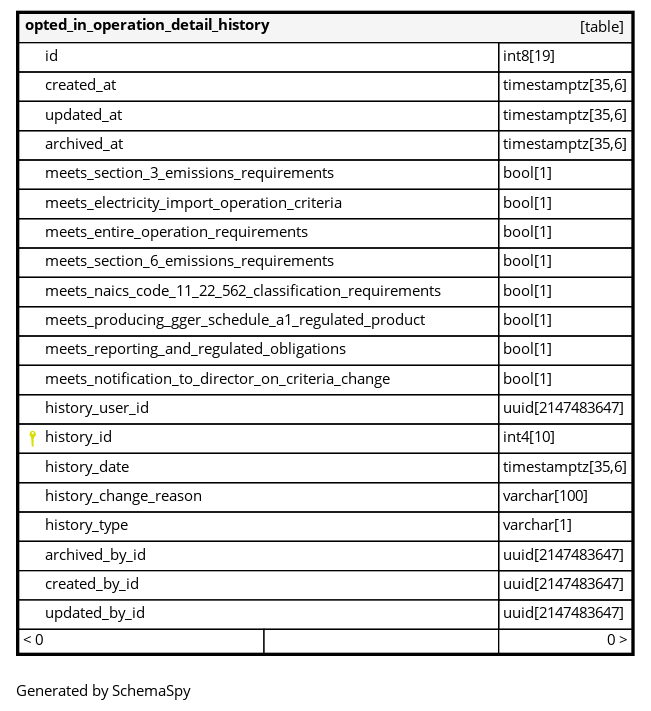 opted_in_operation_detail_history [table]
id int8[19]
created_at timestamptz[35,6]
updated_at timestamptz[35,6]
archived_at timestamptz[35,6]
meets_section_3_emissions_requirements bool[1]
meets_electricity_import_operation_criteria bool[1]
meets_entire_operation_requirements bool[1]
meets_section_6_emissions_requirements bool[1]
meets_naics_code_11_22_562_classification_requirements bool[1]
meets_producing_gger_schedule_a1_regulated_product bool[1]
meets_reporting_and_regulated_obligations bool[1]
meets_notification_to_director_on_criteria_change bool[1]
history_user_id uuid[2147483647]
history_id int4[10]
history_date timestamptz[35,6]
history_change_reason varchar[100]
history_type varchar[1]
archived_by_id uuid[2147483647]
created_by_id uuid[2147483647]
updated_by_id uuid[2147483647]
< 0 0 >
Generated by SchemaSpy